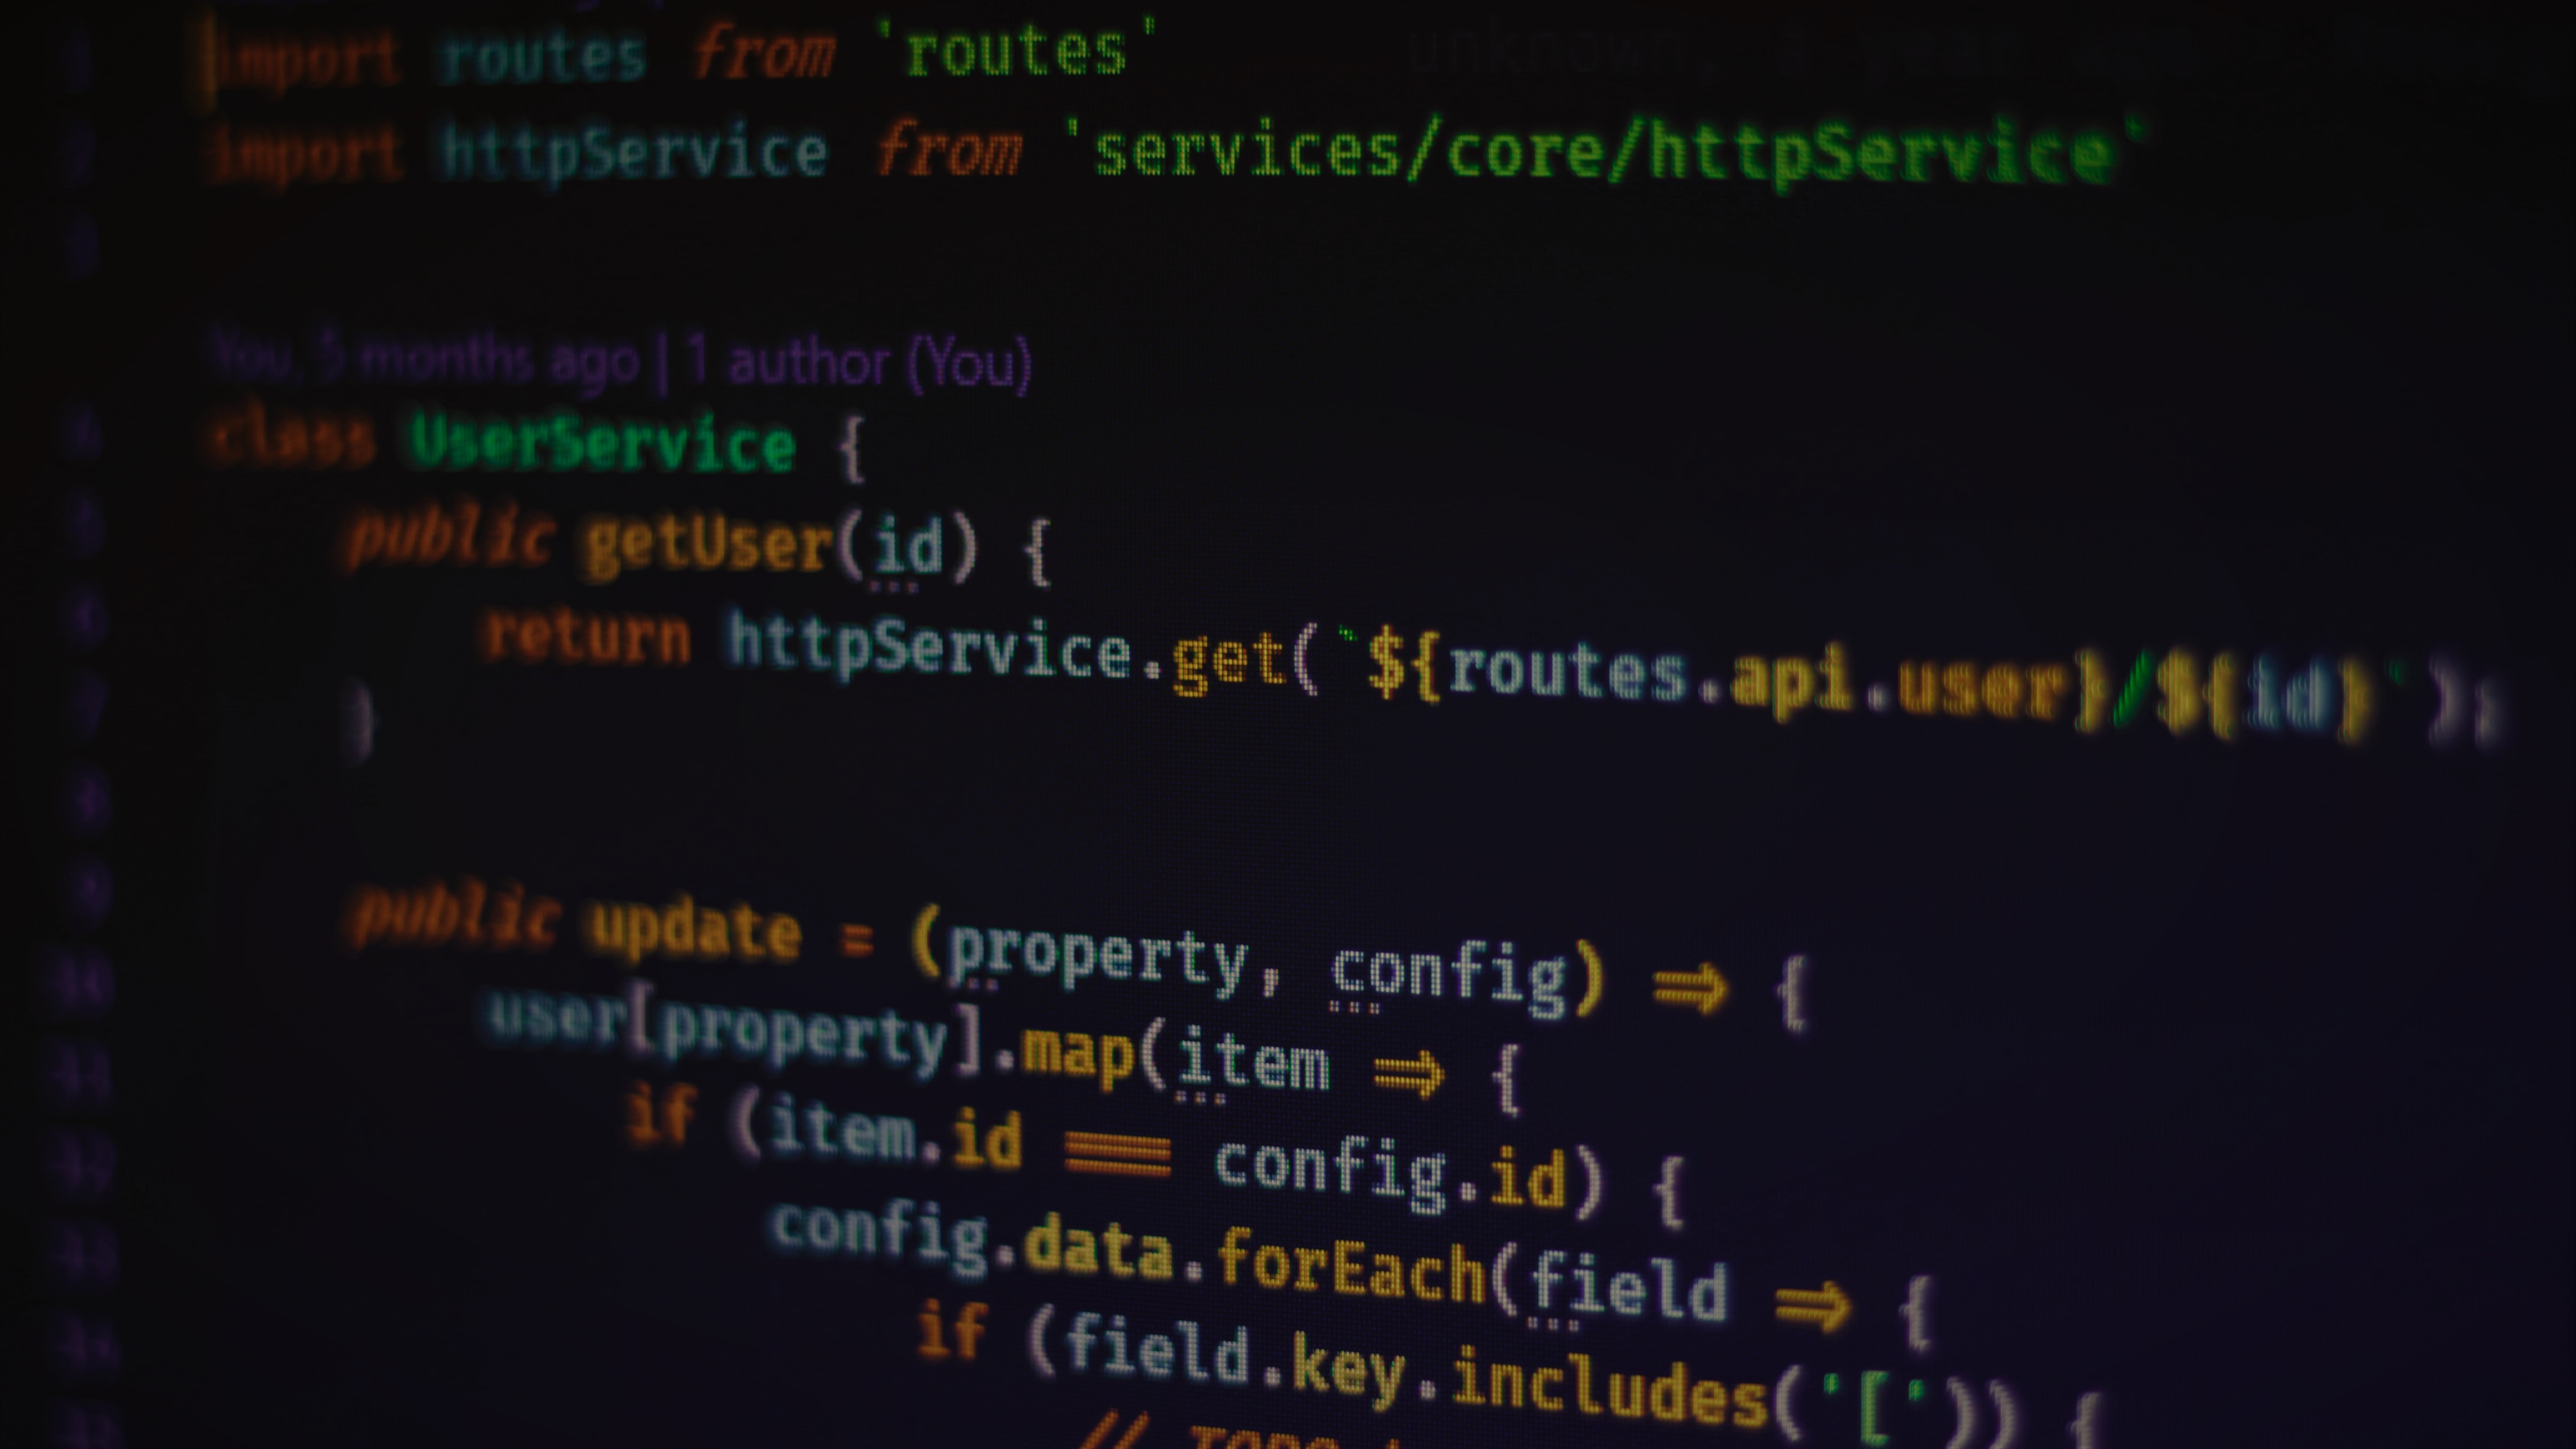 import routes from 'routes'
unknown,
import httpService from 'services/core/httpService'
You, 5 months ago | 1 author (You)
class UserService {
public getUser(id) {
return httpService.get(`${routes.api.user}/${id}`);
}
public update = (property, config) => {
user[property].map(item => {
if (item.id === config.id) {
config.data.forEach(field => {
if (field.key.includes('[')) {
//